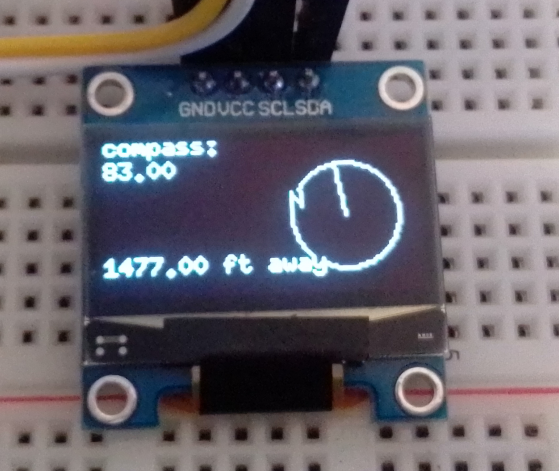 GND VCC SCL SDA
compass:
83.00
N
1477.00 ft away